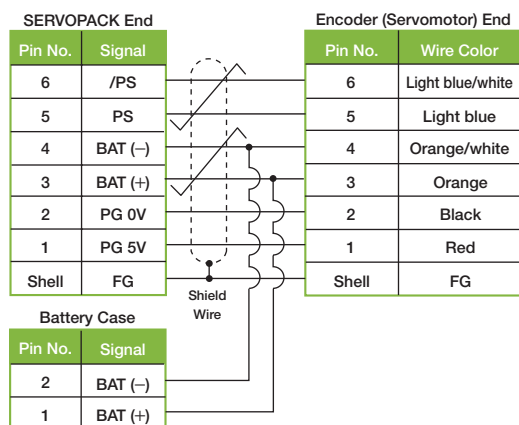 SERVOPACK End
Pin No. Signal
6 /PS
5 PS
4 BAT (−)
3 BAT (+)
2 PG 0V
1 PG 5V
Shell FG
Shield
Wire
Encoder (Servomotor) End
Pin No. Wire Color
6 Light blue/white
5 Light blue
4 Orange/white
3 Orange
2 Black
1 Red
Shell FG
Battery Case
Pin No. Signal
2 BAT (−)
1 BAT (+)